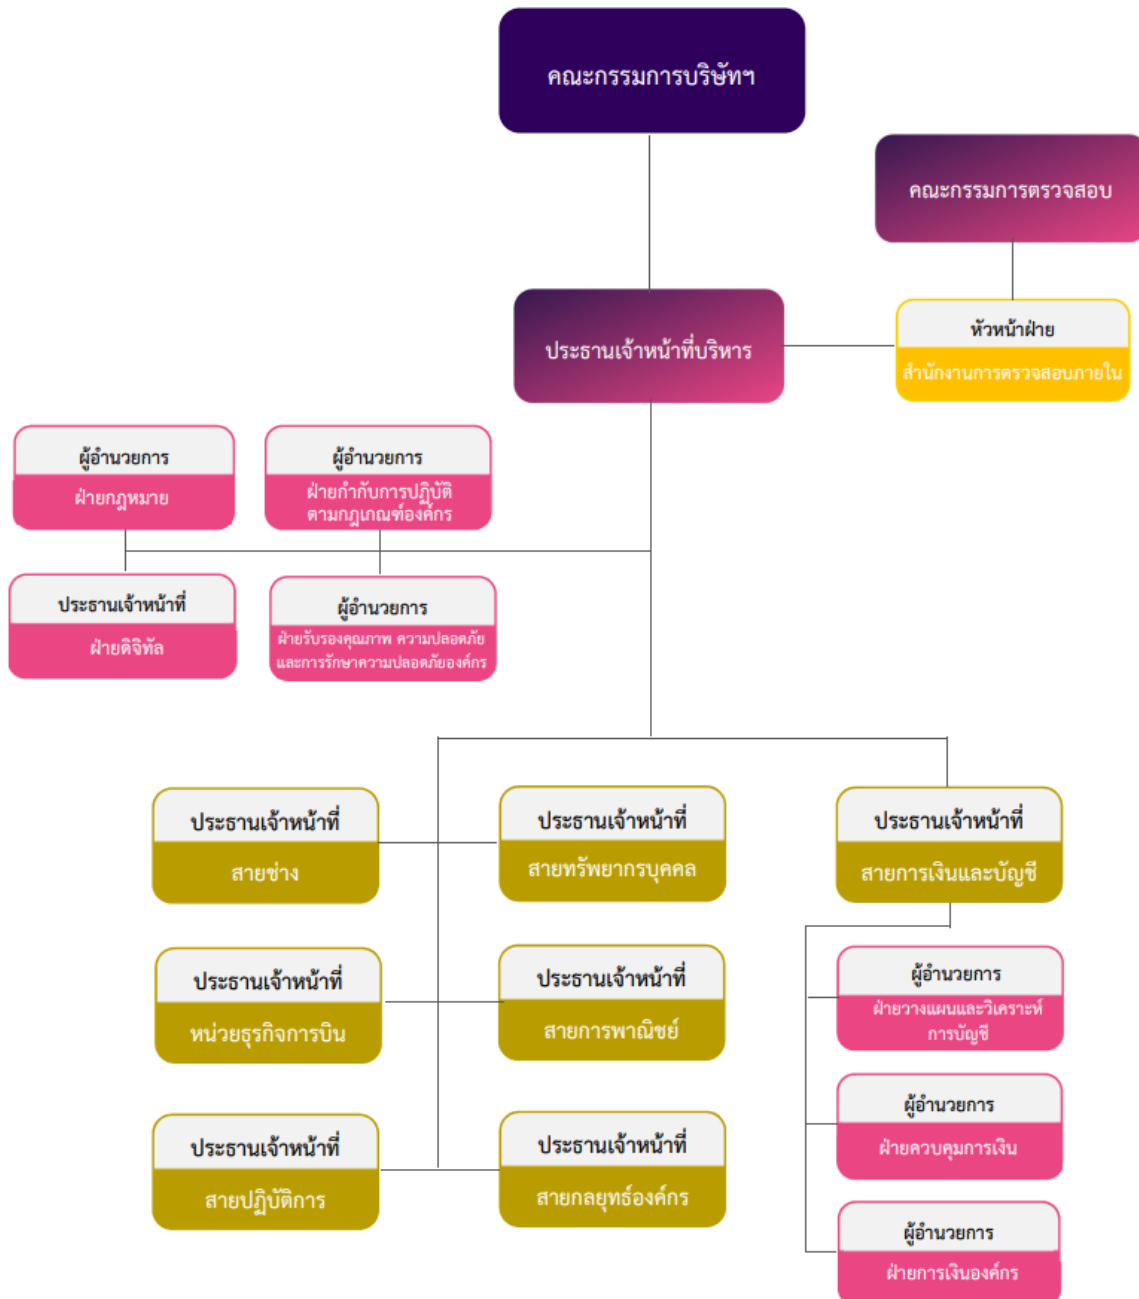 คณะกรรมการบริษัทฯ
คณะกรรมการตรวจสอบ
ประธานเจ้าหน้าที่บริหาร
หัวหน้าฝ่าย
สำนักงานการตรวจสอบภายใน
ผู้อำนวยการ
ฝ่ายกฎหมาย
ผู้อำนวยการ
ฝ่ายกำกับการปฏิบัติ
ตามกฎเกณฑ์องค์กร
ประธานเจ้าหน้าที่
ฝ่ายดิจิทัล
ผู้อำนวยการ
ฝ่ายรับรองคุณภาพ ความปลอดภัย
และการรักษาความปลอดภัยองค์กร
ประธานเจ้าหน้าที่
สายช่าง
ประธานเจ้าหน้าที่
สายทรัพยากรบุคคล
ประธานเจ้าหน้าที่
สายการเงินและบัญชี
ประธานเจ้าหน้าที่
หน่วยธุรกิจการบิน
ประธานเจ้าหน้าที่
สายการพาณิชย์
ผู้อำนวยการ
ฝ่ายวางแผนและวิเคราะห์
การบัญชี
ผู้อำนวยการ
ฝ่ายควบคุมการเงิน
ประธานเจ้าหน้าที่
สายปฏิบัติการ
ประธานเจ้าหน้าที่
สายกลยุทธ์องค์กร
ผู้อำนวยการ
ฝ่ายการเงินองค์กร